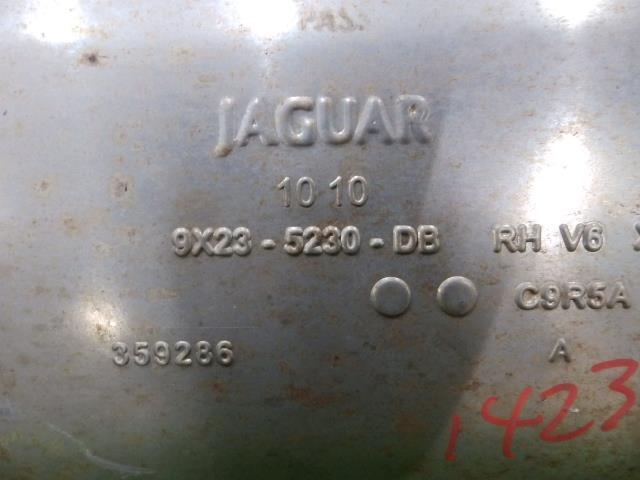 PAS.
JAGUAR
10 10
9X23 - 5230 - DB RH V6
C9R5A
359286 A
1423